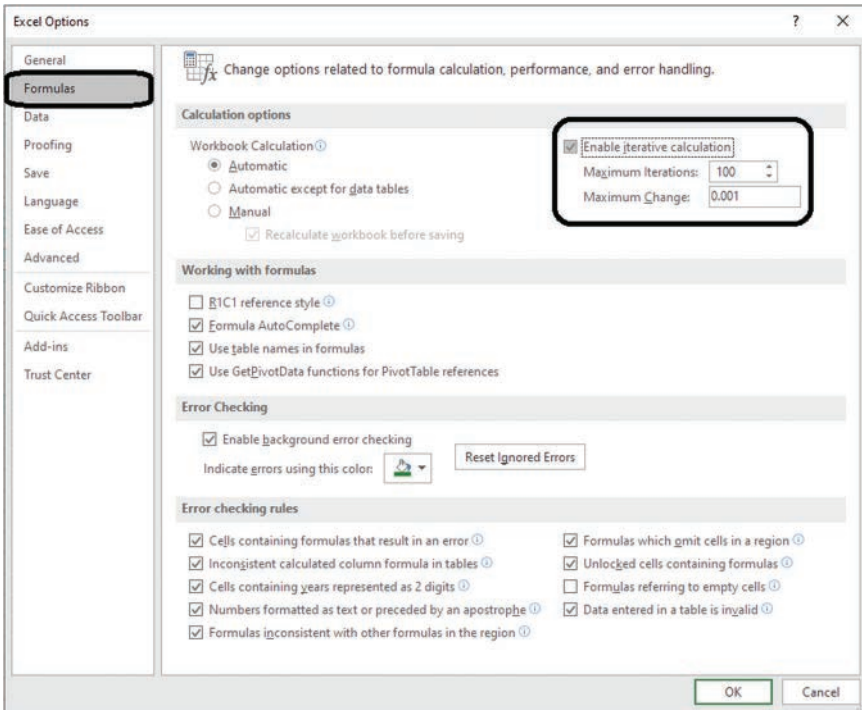 Excel Options
?
×
General
Formulas
Data
Proofing
Save
Language
Ease of Access
Advanced
Customize Ribbon
Quick Access Toolbar
Add-ins
Trust Center
fx Change options related to formula calculation, performance, and error handling.
Calculation options
Workbook Calculation
Automatic
Automatic except for data tables
Manual
Recalculate workbook before saving
Enable iterative calculation
Maximum Iterations: 100
Maximum Change: 0.001
Working with formulas
R1C1 reference style
Formula AutoComplete
Use table names in formulas
Use GetPivotData functions for PivotTable references
Error Checking
Enable background error checking
Indicate errors using this color:
Reset Ignored Errors
Error checking rules
Cells containing formulas that result in an error
Inconsistent calculated column formula in tables
Cells containing years represented as 2 digits
Numbers formatted as text or preceded by an apostrophe
Formulas inconsistent with other formulas in the region
Formulas which omit cells in a region
Unlocked cells containing formulas
Formulas referring to empty cells
Data entered in a table is invalid
OK
Cancel